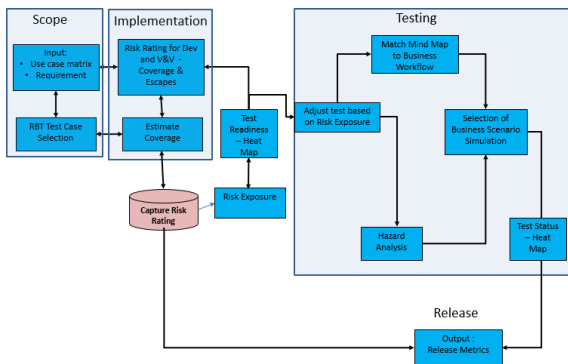 Scope
Implementation
Testing
Input:
• Use case matrix
• Requirement
RBT Test Case
Selection
Risk Rating for Dev
and V&V -
Coverage &
Escapes
Estimate
Coverage
Capture Risk
Rating
Test
Readiness
– Heat
Map
Risk Exposure
Adjust test based
on Risk Exposure
Match Mind Map
to Business
Workflow
Selection of
Business Scenario
Simulation
Hazard
Analysis
Test Status
– Heat
Map
Release
Output :
Release Metrics